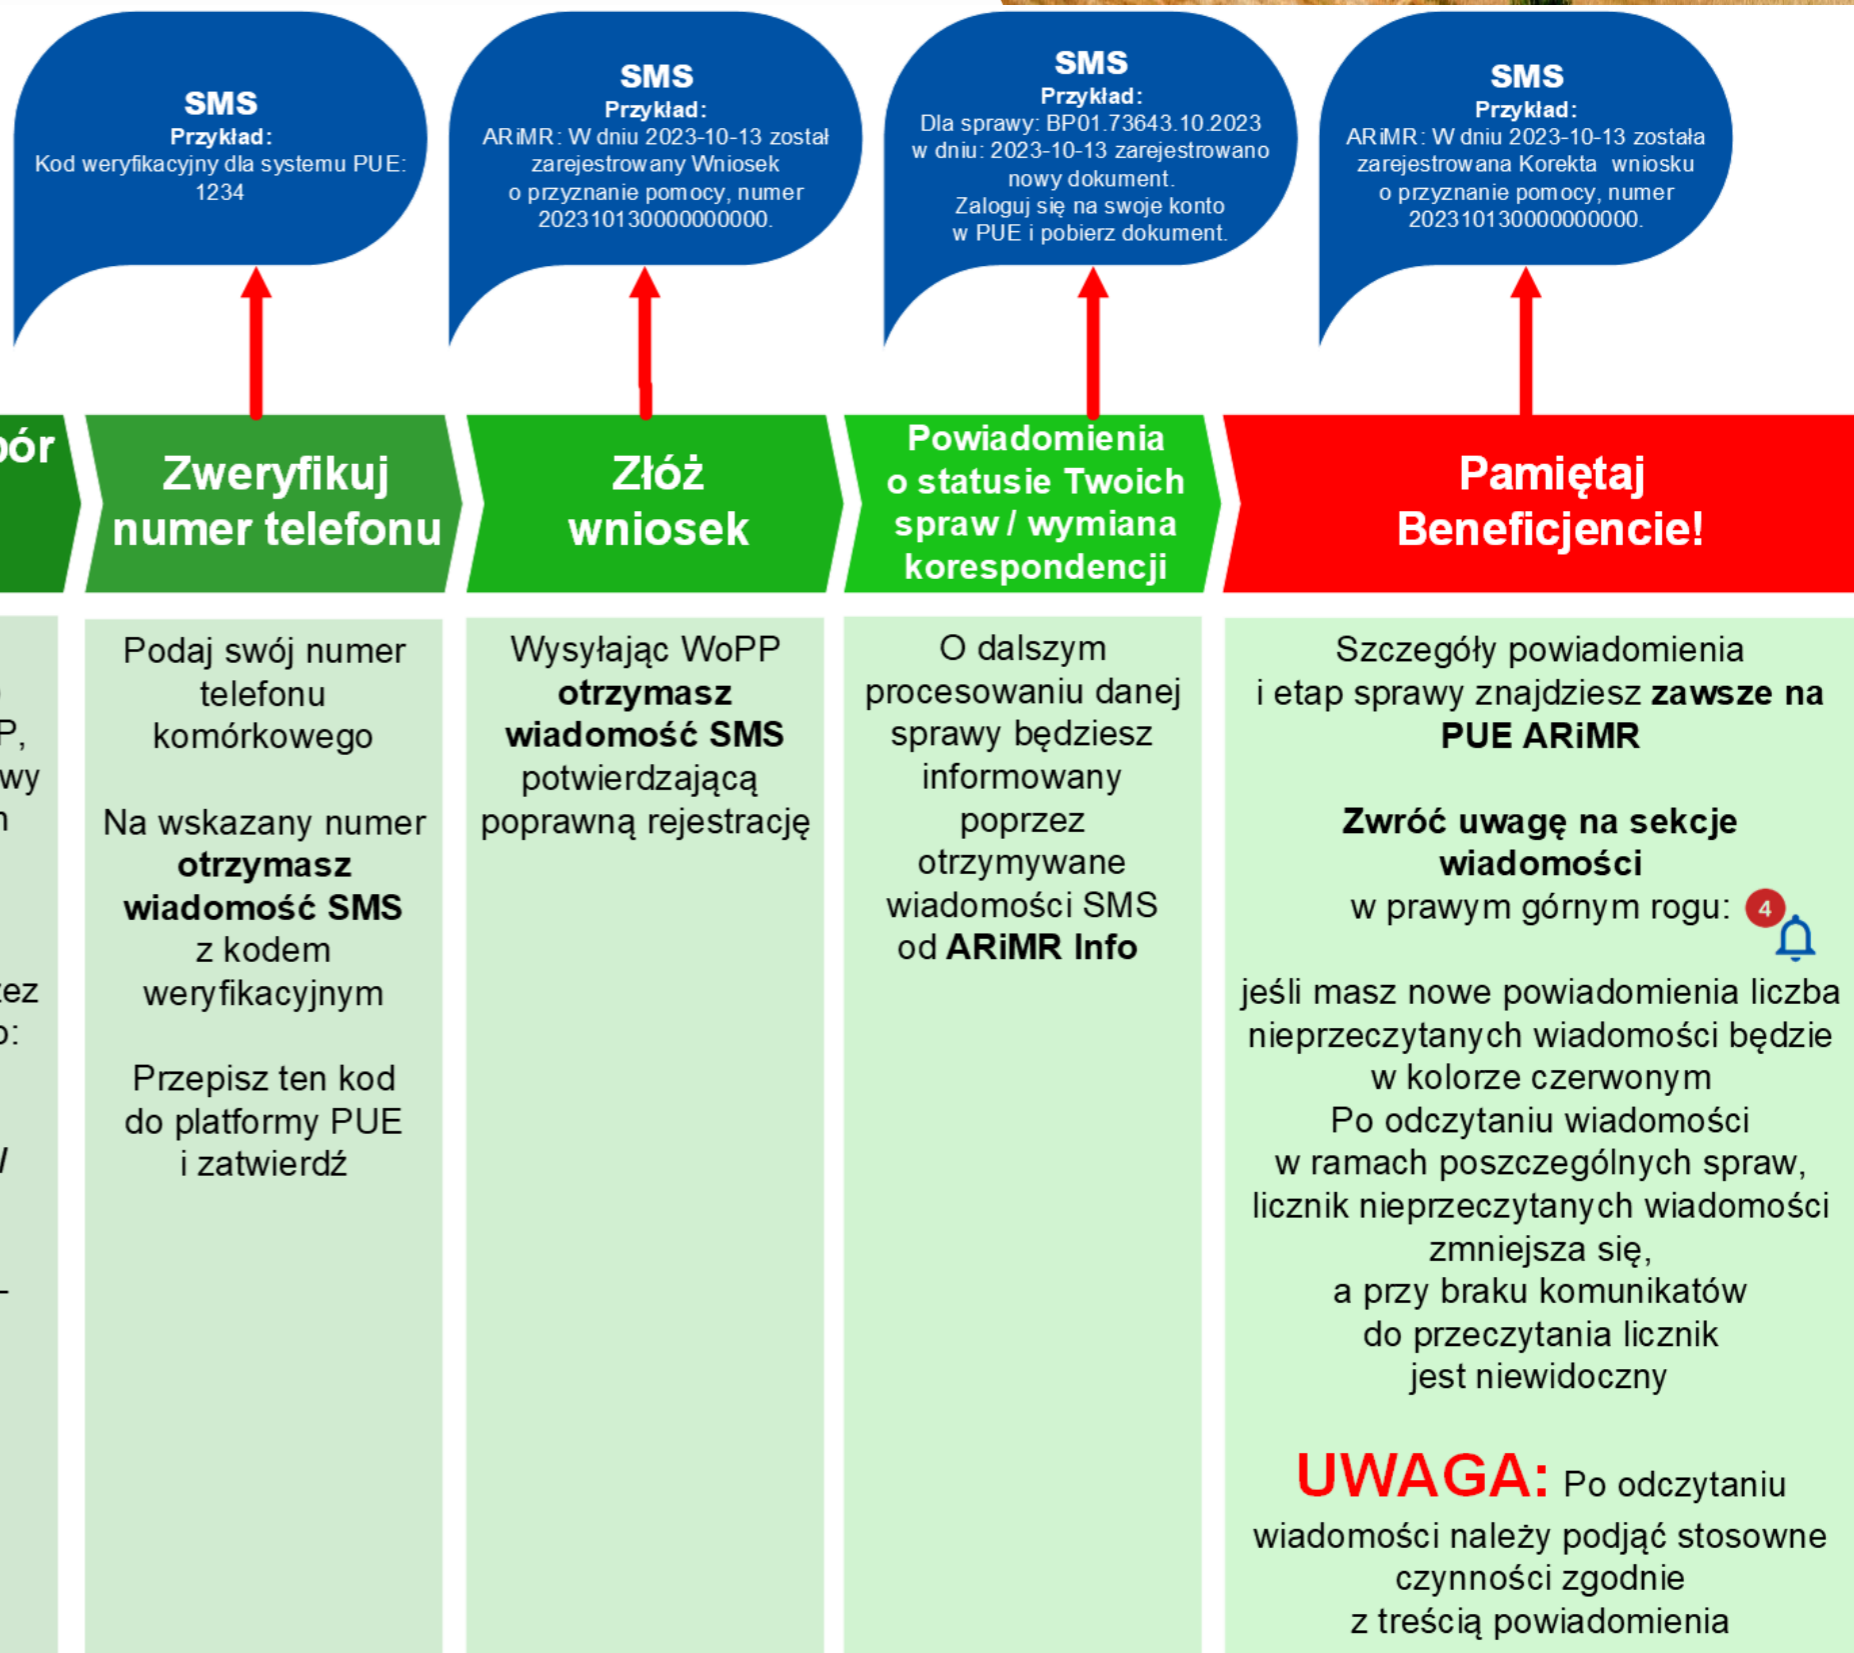 SMS
Przykład:
Kod weryfikacyjny dla systemu PUE:
1234
SMS
Przykład:
ARiMR: W dniu 2023-10-13 został
zarejestrowany Wniosek
o przyznanie pomocy, numer
202310130000000000.
SMS
Przykład:
Dla sprawy: BP01.73643.10.2023
w dniu: 2023-10-13 zarejestrowano
nowy dokument.
Zaloguj się na swoje konto
w PUE i pobierz dokument.
SMS
Przykład:
ARiMR: W dniu 2023-10-13 została
zarejestrowana Korekta wniosku
o przyznanie pomocy, numer
202310130000000000.
Zweryfikuj
numer telefonu
Podaj swój numer
telefonu
komórkowego
Na wskazany numer
otrzymasz
wiadomość SMS
z kodem
weryfikacyjnym
Przepisz ten kod
do platformy PUE
i zatwierdź
Złóż
wniosek
Wysyłając WoPP
otrzymasz
wiadomość SMS
potwierdzającą
poprawną rejestrację
Powiadomienia
o statusie Twoich
spraw / wymiana
korespondencji
O dalszym
procesowaniu danej
sprawy będziesz
informowany
poprzez
otrzymywane
wiadomości SMS
od ARiMR Info
Pamiętaj
Beneficjencie!
Szczegóły powiadomienia
i etap sprawy znajdziesz zawsze na
PUE ARiMR
Zwróć uwagę na sekcje
wiadomości
w prawym górnym rogu: 4
jeśli masz nowe powiadomienia liczba
nieprzeczytanych wiadomości będzie
w kolorze czerwonym
Po odczytaniu wiadomości
w ramach poszczególnych spraw,
licznik nieprzeczytanych wiadomości
zmniejsza się,
a przy braku komunikatów
do przeczytania licznik
jest niewidoczny
UWAGA: Po odczytaniu
wiadomości należy podjąć stosowne
czynności zgodnie
z treścią powiadomienia